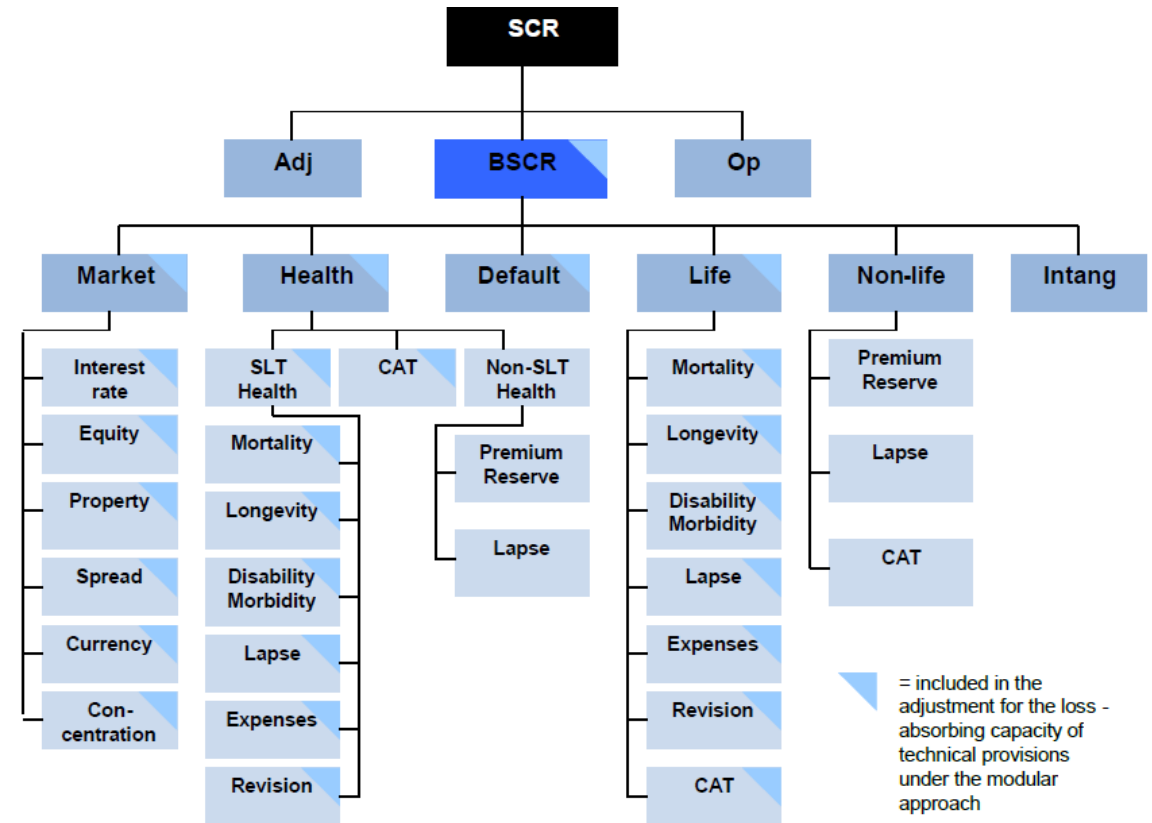 SCR
Adj
BSCR
Op
Market
Health
Default
Life
Non-life
Intang
Interest
rate
Equity
Property
Spread
Currency
Con-
centration
SLT
Health
CAT
Non-SLT
Health
Mortality
Longevity
Disability
Morbidity
Lapse
Expenses
Revision
Premium
Reserve
Lapse
Mortality
Longevity
Disability
Morbidity
Lapse
Expenses
Revision
CAT
Premium
Reserve
Lapse
CAT
= included in the
adjustment for the loss -
absorbing capacity of
technical provisions
under the modular
approach